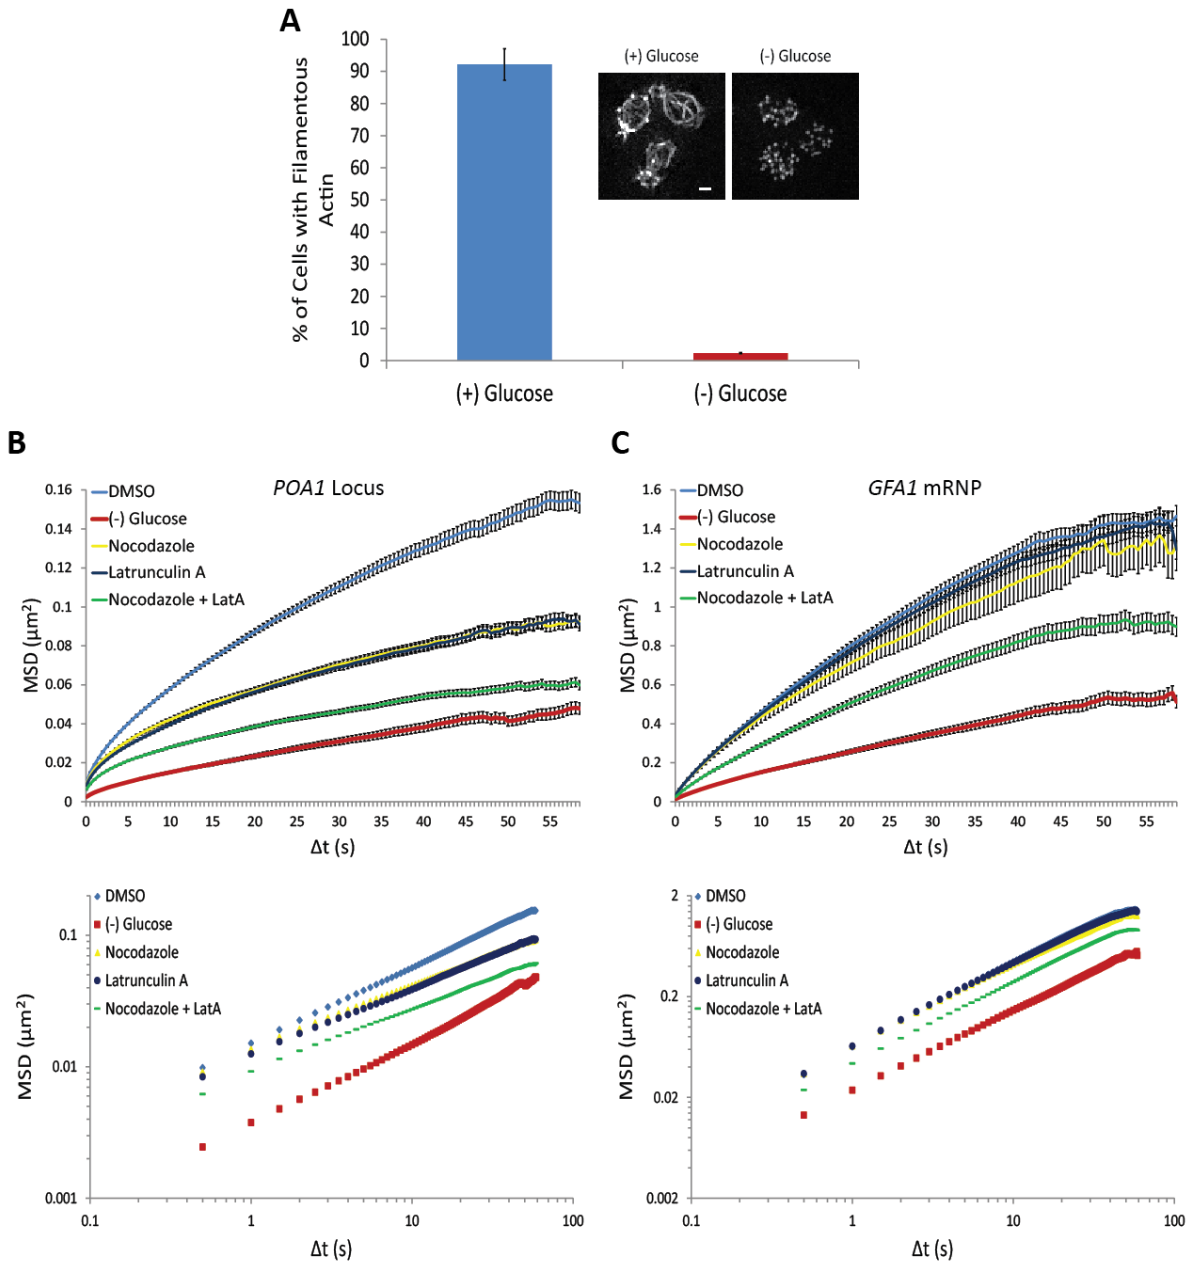 A
% of Cells with Filamentous
Actin
100
90
80
70
60
50
40
30
20
10
0
(+) Glucose
(-) Glucose
(+) Glucose
(-) Glucose
B
POA1 Locus
DMSO
(-) Glucose
Nocodazole
Latrunculin A
Nocodazole + LatA
MSD (μm²)
0.16
0.14
0.12
0.1
0.08
0.06
0.04
0.02
0
0 5 10 15 20 25 30 35 40 45 50 55
Δt (s)
DMSO
(-) Glucose
Nocodazole
Latrunculin A
Nocodazole + LatA
MSD (μm²)
0.1
0.01
0.001
0.1 1 10 100
Δt (s)
C
GFA1 mRNP
DMSO
(-) Glucose
Nocodazole
Latrunculin A
Nocodazole + LatA
MSD (μm²)
1.6
1.4
1.2
1
0.8
0.6
0.4
0.2
0
0 5 10 15 20 25 30 35 40 45 50 55
Δt (s)
DMSO
(-) Glucose
Nocodazole
Latrunculin A
Nocodazole + LatA
MSD (μm²)
2
0.2
0.02
0.002
0.1 1 10 100
Δt (s)